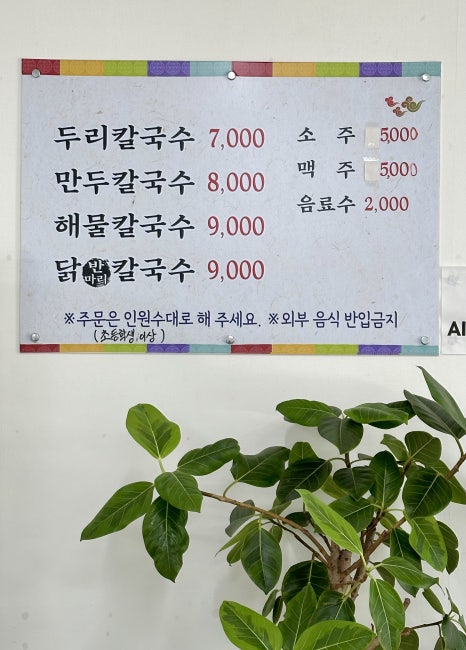 두리칼국수 7,000
만두칼국수 8,000
해물칼국수 9,000
닭반마리칼국수 9,000
소 주 5,000
맥 주 5,000
음료수 2,000
※주문은 인원수대로 해 주세요. ※외부 음식 반입금지
(초등학생 이상)
AI